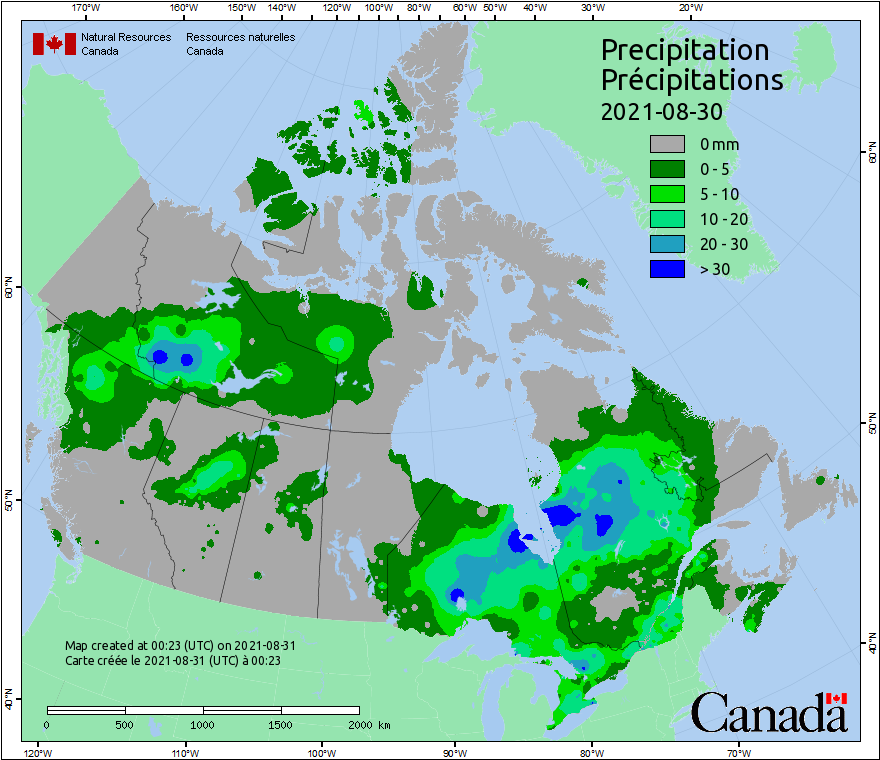 170°W 160°W 150°W 140°W 120°W 100°W 80°W 60°W 50°W 40°W 30°W 20°W
Natural Resources Ressources naturelles
Canada Canada
Precipitation
Précipitations
2021-08-30
0 mm
0 - 5
5 - 10
10 - 20
20 - 30
> 30
60°N
60°N
50°N
50°N
40°N
40°N
Map created at 00:23 (UTC) on 2021-08-31
Carte créée le 2021-08-31 (UTC) à 00:23
0 500 1000 1500 2000 km
Canada
120°W 110°W 100°W 90°W 80°W 70°W